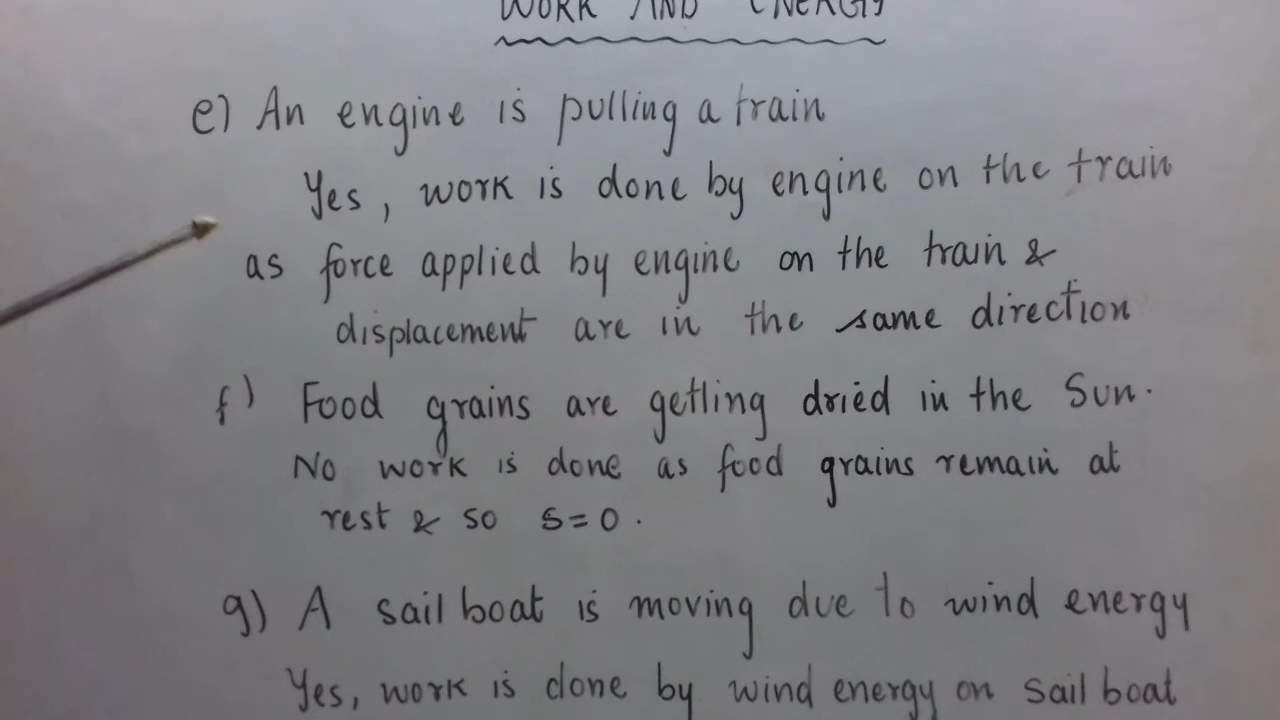 WORK AND ENERGY
e) An engine is pulling a train
Yes, work is done by engine on the train
as force applied by engine on the train &
displacement are in the same direction
f) Food grains are getting dried in the Sun.
No work is done as food grains remain at
rest & so s=0.
g) A sail boat is moving due to wind energy
Yes, work is done by wind energy on sail boat